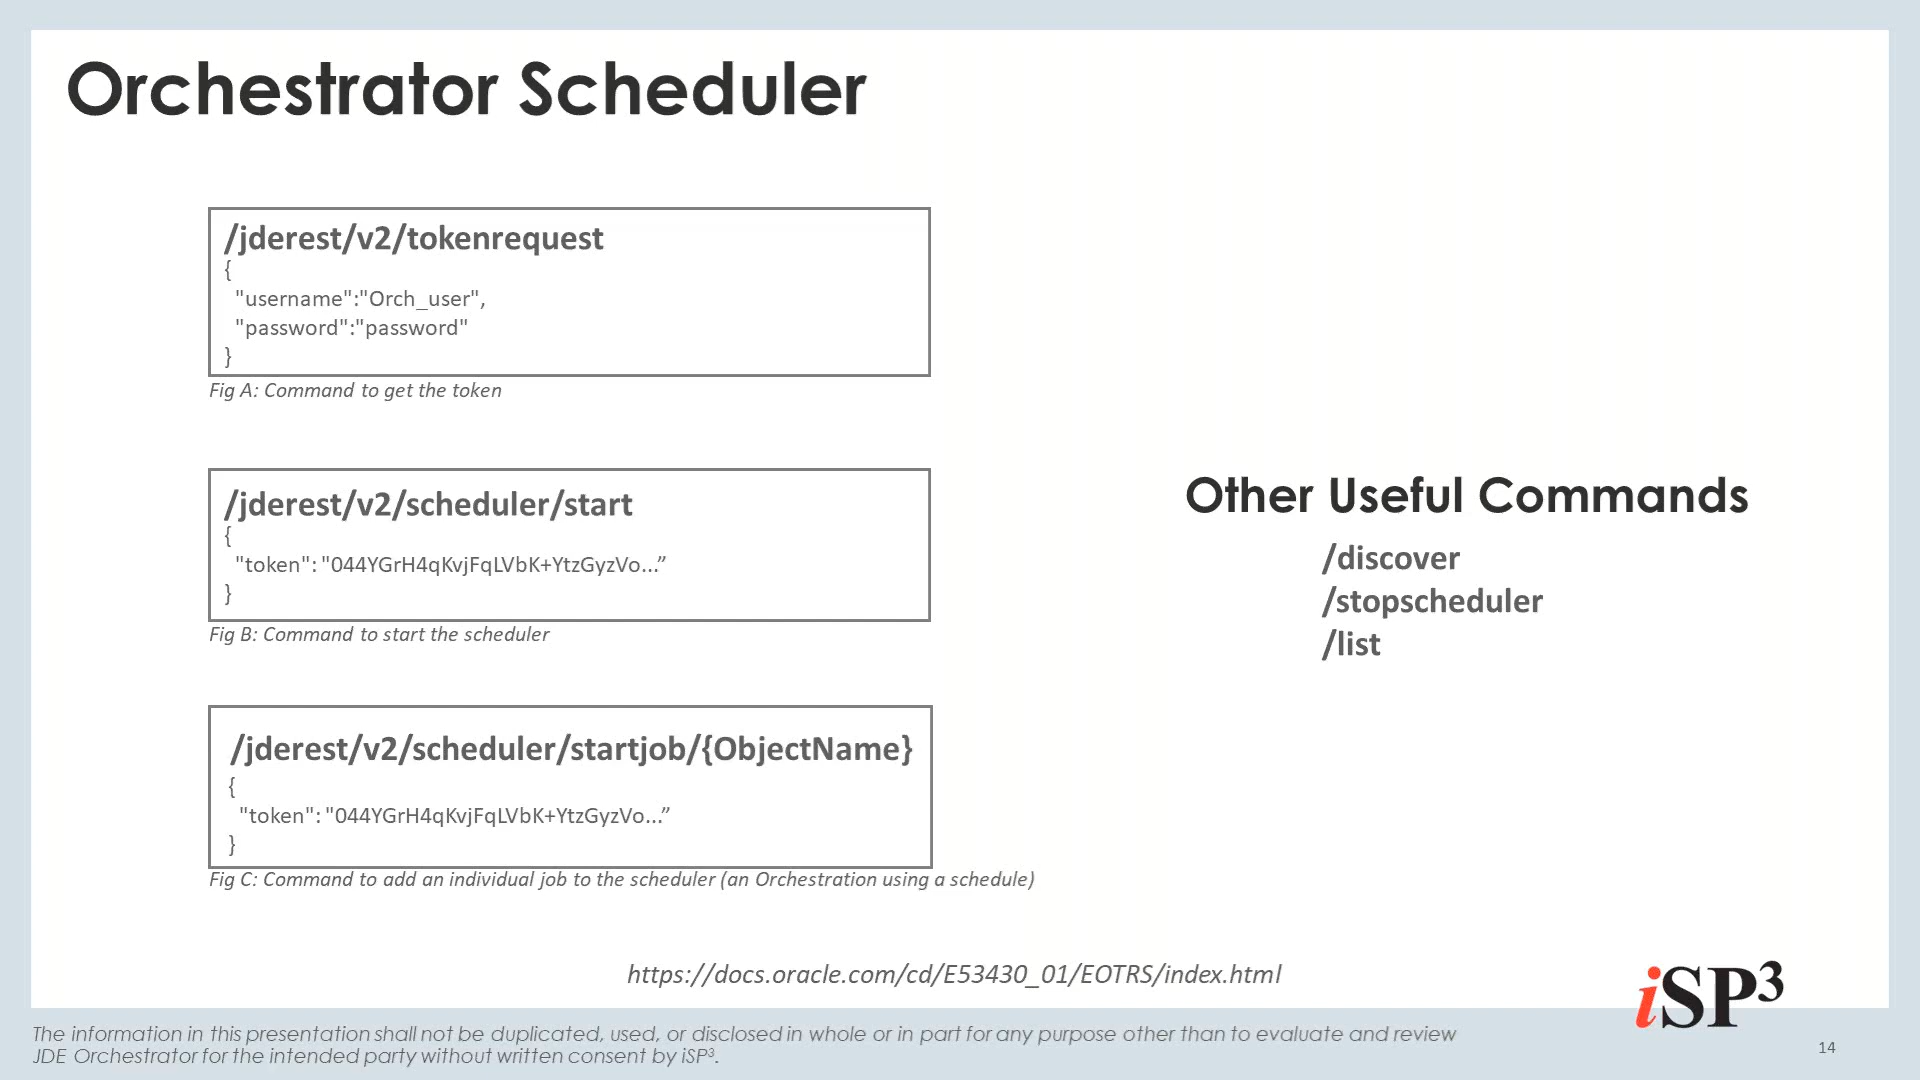 Orchestrator Scheduler
/jderest/v2/tokenrequest
{
"username":"Orch_user",
"password":"password"
}
Fig A: Command to get the token
/jderest/v2/scheduler/start
{
"token": "044YGrH4qKvjFqLVbK+YtzGyzVo...”
}
Fig B: Command to start the scheduler
/jderest/v2/scheduler/startjob/{ObjectName}
{
"token": "044YGrH4qKvjFqLVbK+YtzGyzVo...”
}
Fig C: Command to add an individual job to the scheduler (an Orchestration using a schedule)
Other Useful Commands
/discover
/stopscheduler
/list
https://docs.oracle.com/cd/E53430_01/EOTRS/index.html
iSP³
The information in this presentation shall not be duplicated, used, or disclosed in whole or in part for any purpose other than to evaluate and review
JDE Orchestrator for the intended party without written consent by iSP³.
14